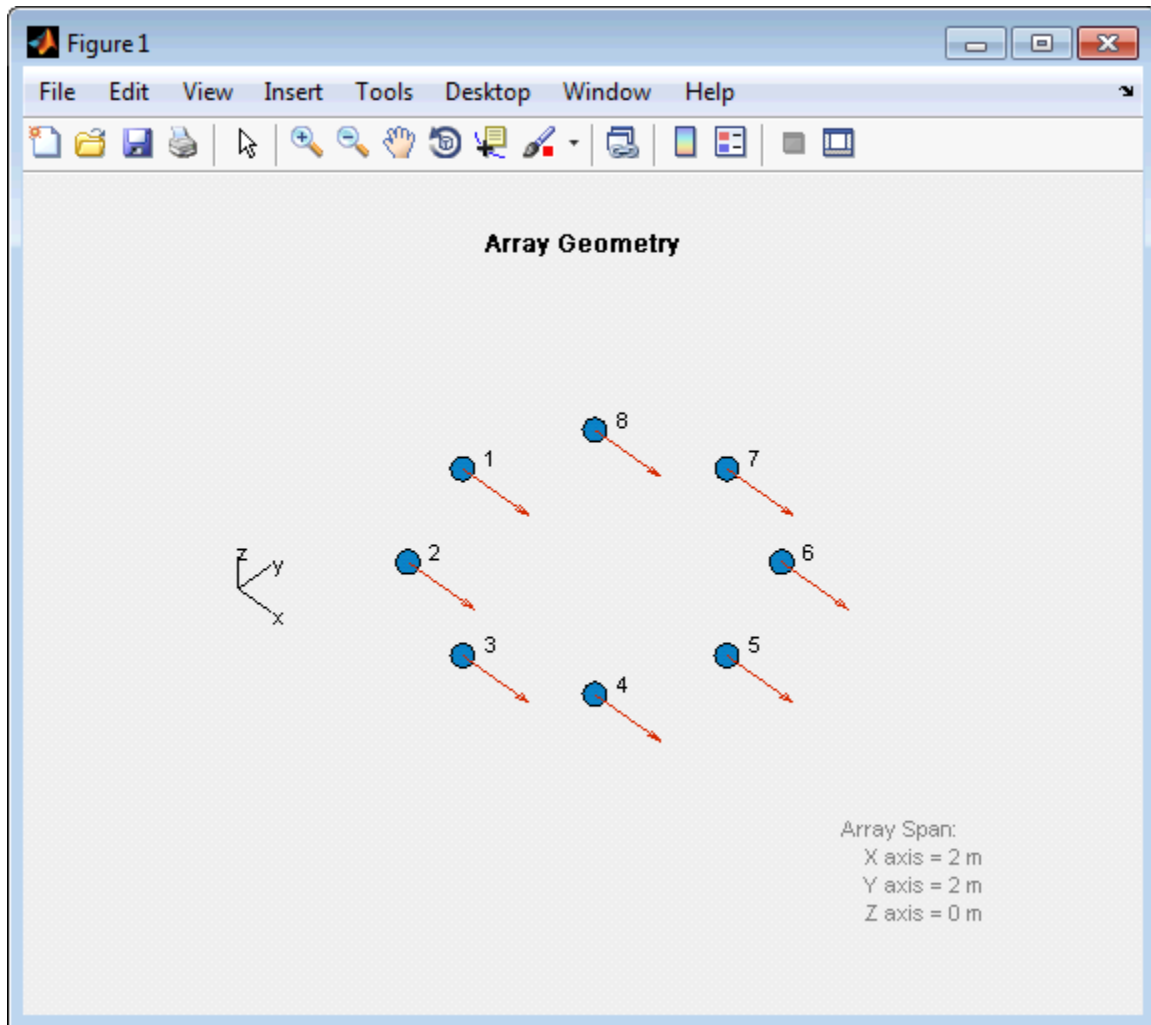 Figure 1
File Edit View Insert Tools Desktop Window Help
Array Geometry
8
1
7
z
y
2
6
x
3
5
4
Array Span:
X axis = 2 m
Y axis = 2 m
Z axis = 0 m